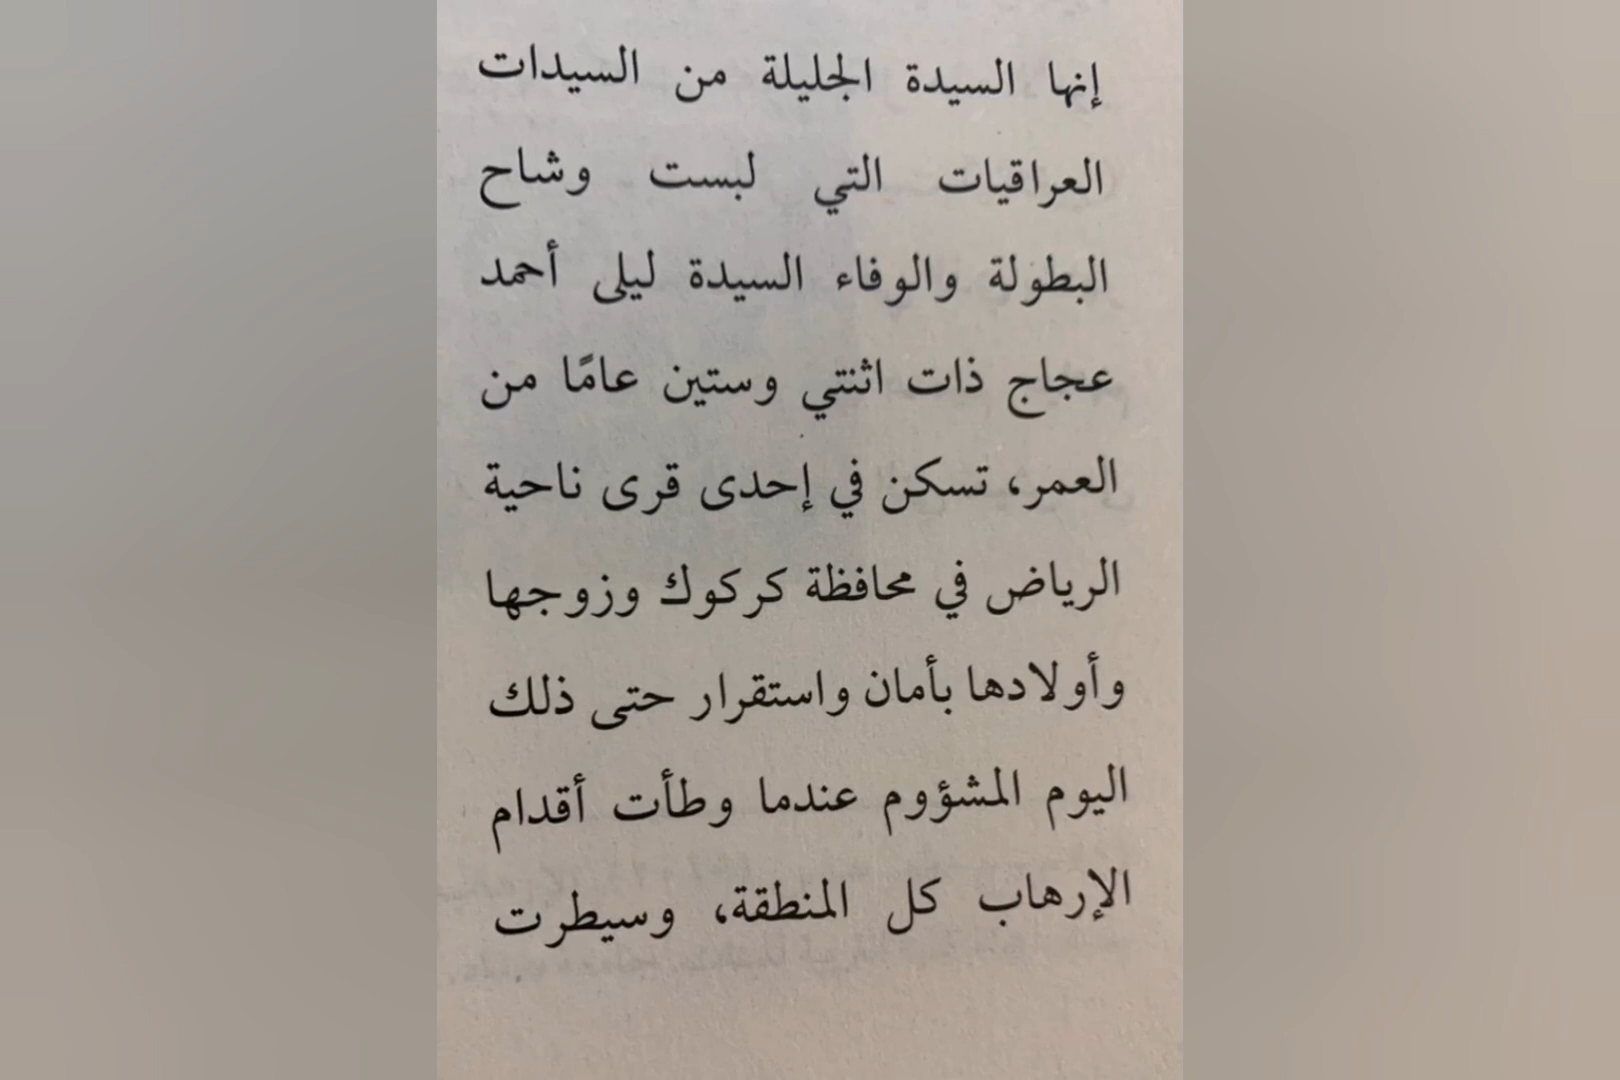 إنها السيدة الجليلة من السيدات
العراقيات التي لبست وشاح
البطولة والوفاء السيدة ليلى أحمد
عجاج ذات اثنتي وستين عامًا من
العمر، تسكن في إحدى قرى ناحية
الرياض في محافظة كركوك وزوجها
وأولادها بأمان واستقرار حتى ذلك
اليوم المشؤوم عندما وطأت أقدام
الإرهاب كل المنطقة، وسيطرت